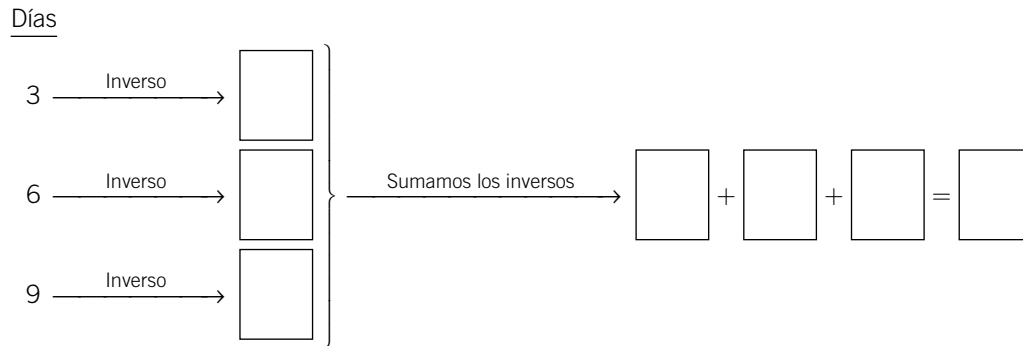 Días
3 Inverso
6 Inverso Sumamos los inversos + + =
9 Inverso